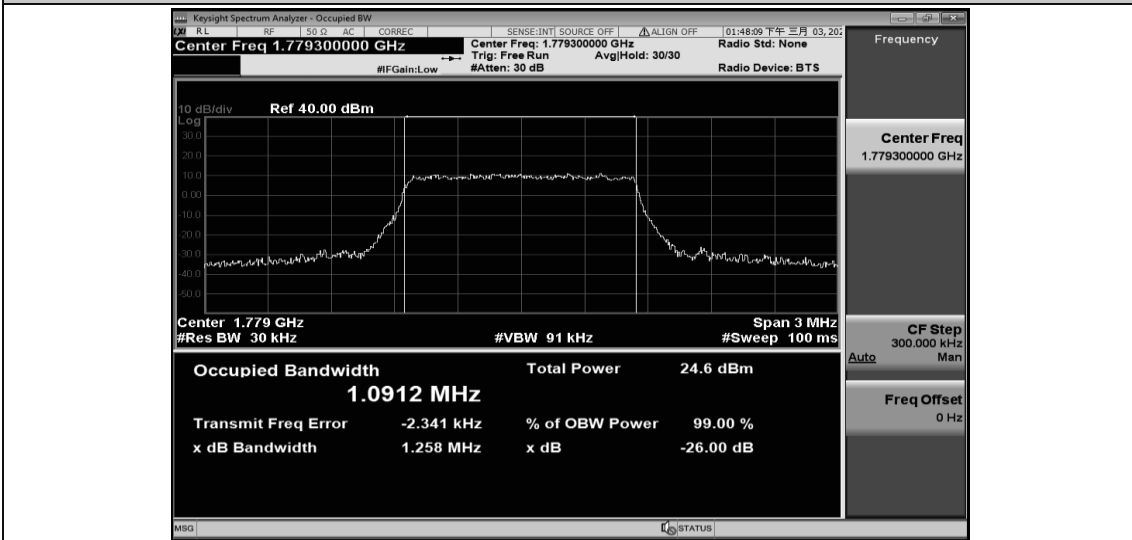 Keysight Spectrum Analyzer - Occupied BW
LXI RL RF 50 Ω AC CORREC SENSE:INT SOURCE OFF ⚠ALIGN OFF 01:48:09 下午 三月 03, 202
Center Freq 1.779300000 GHz
Center Freq: 1.779300000 GHz
Radio Std: None
Trig: Free Run Avg|Hold: 30/30
#IFGain:Low
#Atten: 30 dB
Radio Device: BTS
10 dB/div Ref 40.00 dBm
Log
30.0
20.0
10.0
0.00
-10.0
-20.0
-30.0
-40.0
-50.0
Center 1.779 GHz Span 3 MHz
#Res BW 30 kHz #VBW 91 kHz #Sweep 100 ms
Occupied Bandwidth Total Power 24.6 dBm
1.0912 MHz
Transmit Freq Error -2.341 kHz % of OBW Power 99.00 %
x dB Bandwidth 1.258 MHz x dB -26.00 dB
MSG STATUS
Frequency
Center Freq
1.779300000 GHz
CF Step
300.000 kHz
Auto Man
Freq Offset
0 Hz